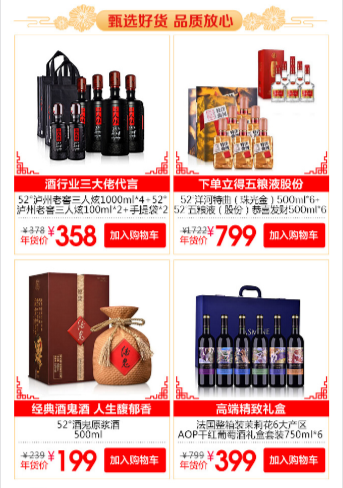 甄选好货 品质放心
酒行业三大佬代言
52°泸州老窖三人炫1000ml*4+52°
泸州老窖三人炫100ml*2+手提袋*2
¥378
年货价¥358
加入购物车
下单立得五粮液股份
52°洋河特曲（珠光金）500ml*6+
52°五粮液（股份）恭喜发财500ml*6
¥1722
年货价¥799
加入购物车
经典酒鬼酒 人生馥郁香
52°酒鬼原浆酒
500ml
¥239
年货价¥199
加入购物车
高端精致礼盒
法国整箱装茉莉花6大产区
AOP干红葡萄酒礼盒套装750ml*6
¥799
年货价¥399
加入购物车